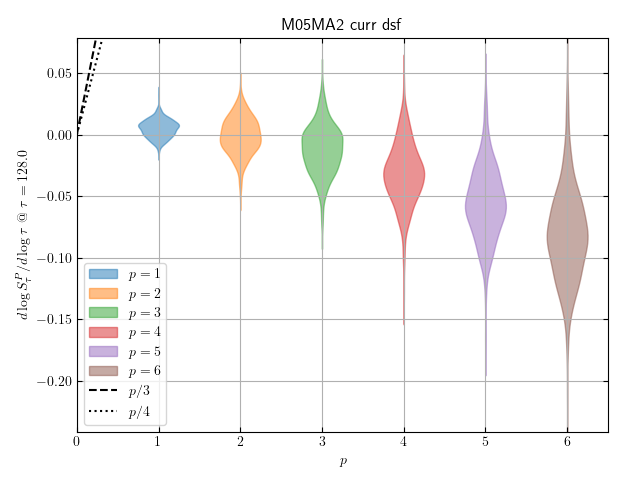 M05MA2 curr dsf
d log S_τ^P / d log τ @ τ = 128.0
0.05
0.00
−0.05
−0.10
−0.15
−0.20
p = 1
p = 2
p = 3
p = 4
p = 5
p = 6
p/3
p/4
0 1 2 3 4 5 6
p